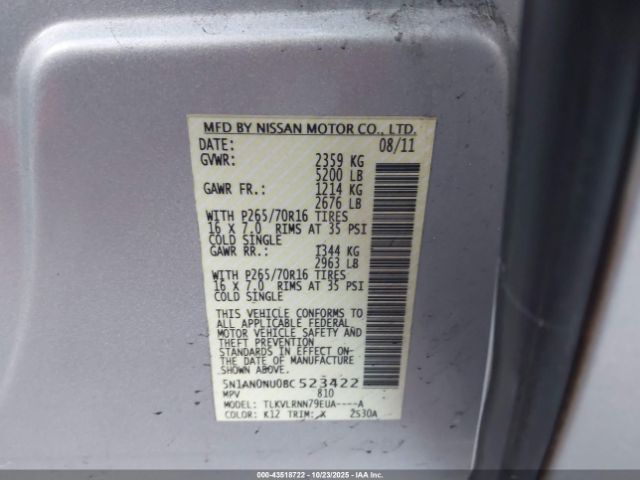 MFD BY NISSAN MOTOR CO., LTD.
DATE: 08/11
GVWR: 2359 KG
5200 LB
GAWR FR.: 1214 KG
2676 LB
WITH P265/70R16 TIRES
16 X 7.0 RIMS AT 35 PSI
COLD SINGLE
GAWR RR.: 1344 KG
2963 LB
WITH P265/70R16 TIRES
16 X 7.0 RIMS AT 35 PSI
COLD SINGLE
THIS VEHICLE CONFORMS TO
ALL APPLICABLE FEDERAL
MOTOR VEHICLE SAFETY AND
THEFT PREVENTION
STANDARDS IN EFFECT ON
THE DATE OF MANUFACTURE
SHOWN ABOVE.
5N1AN0NU0BC523422
MPV 810
MODEL: TLKVLRNN79EUA----A
COLOR: K12 TRIM: X 2S30A
000-43518722 - 10/23/2025 - IAAI.com